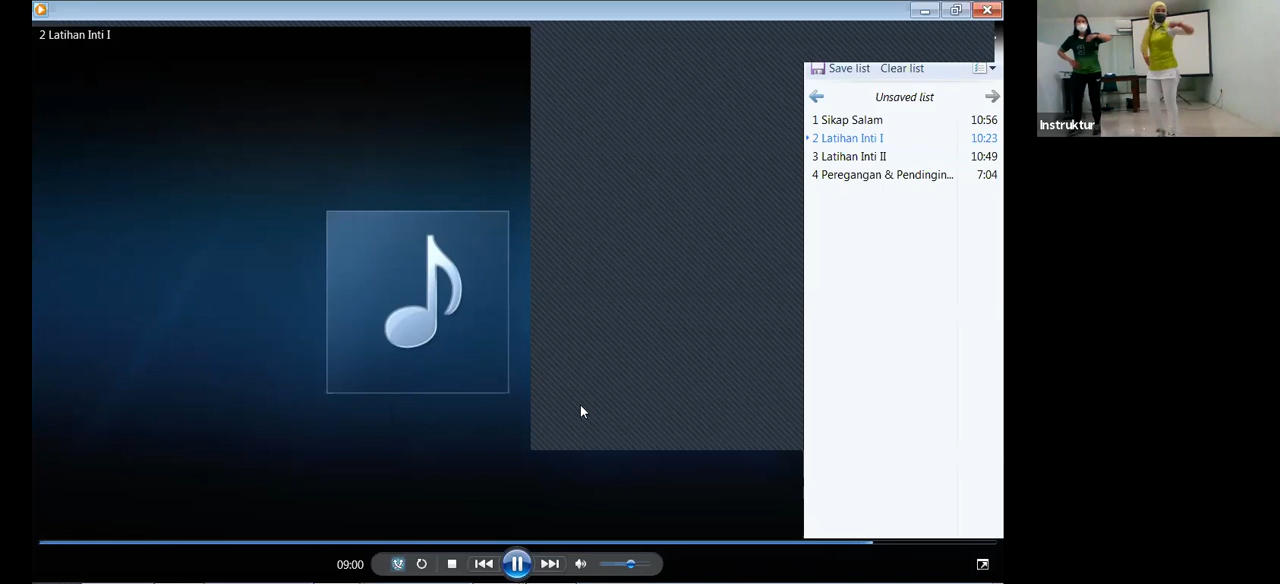 2 Latihan Inti I
Save list Clear list
Unsaved list
1 Sikap Salam 10:56
2 Latihan Inti I 10:23
3 Latihan Inti II 10:49
4 Peregangan & Pendingin... 7:04
Instruktur
09:00